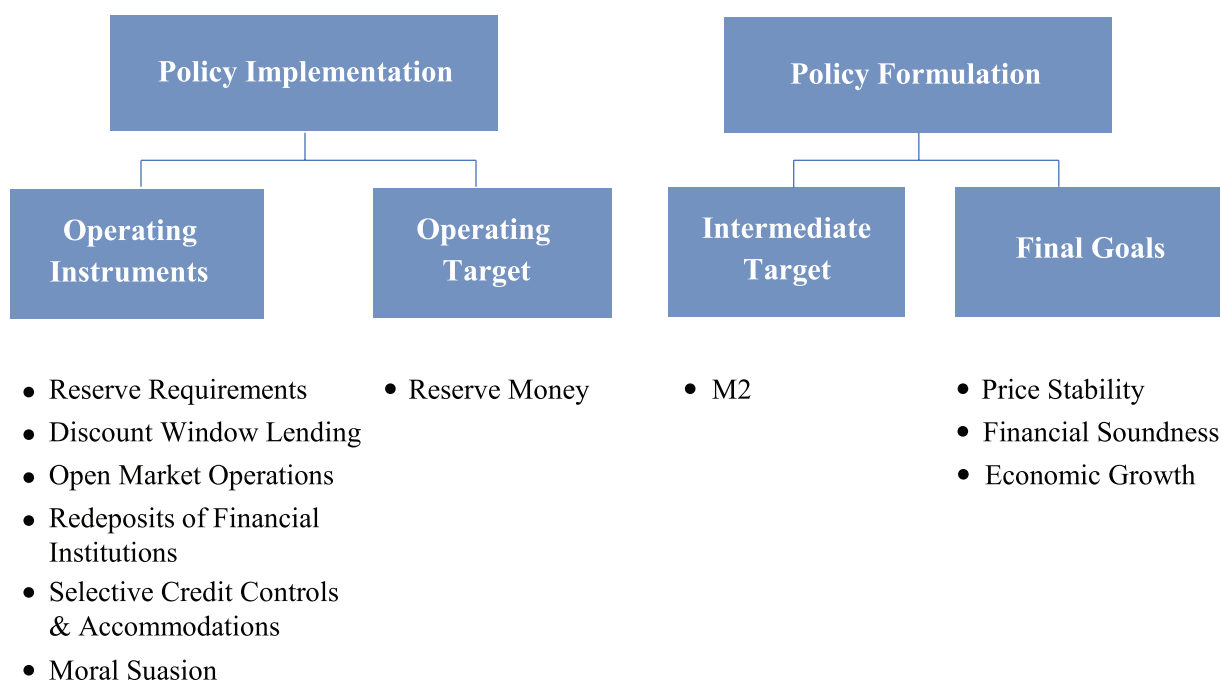 Policy Implementation
Policy Formulation
Operating
Instruments
Operating
Target
Intermediate
Target
Final Goals
• Reserve Requirements
• Discount Window Lending
• Open Market Operations
• Redeposits of Financial
Institutions
• Selective Credit Controls
& Accommodations
• Moral Suasion
• Reserve Money
• M2
• Price Stability
• Financial Soundness
• Economic Growth